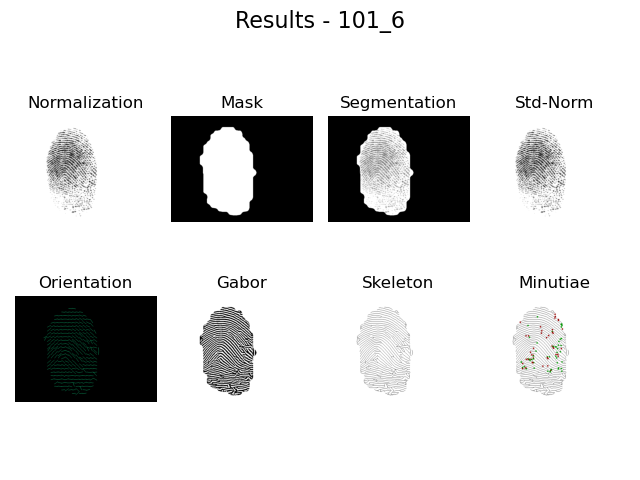 Results - 101_6
Normalization
Mask
Segmentation
Std-Norm
Orientation
Gabor
Skeleton
Minutiae